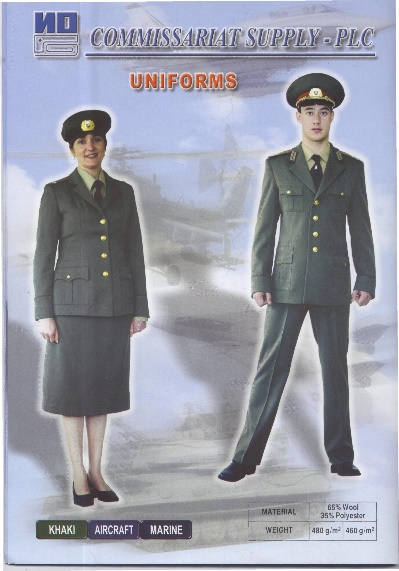 COMMISSARIAT SUPPLY - PLC
UNIFORMS
KHAKI AIRCRAFT MARINE
MATERIAL 65% Wool
35% Polyester
WEIGHT 480 g/m² 460 g/m²